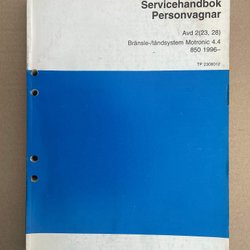 Servicehandbok
Personvagnar
Avd 2(23, 28)
Bränsle-/tändsystem Motronic 4.4
850 1996–
TP 2308012